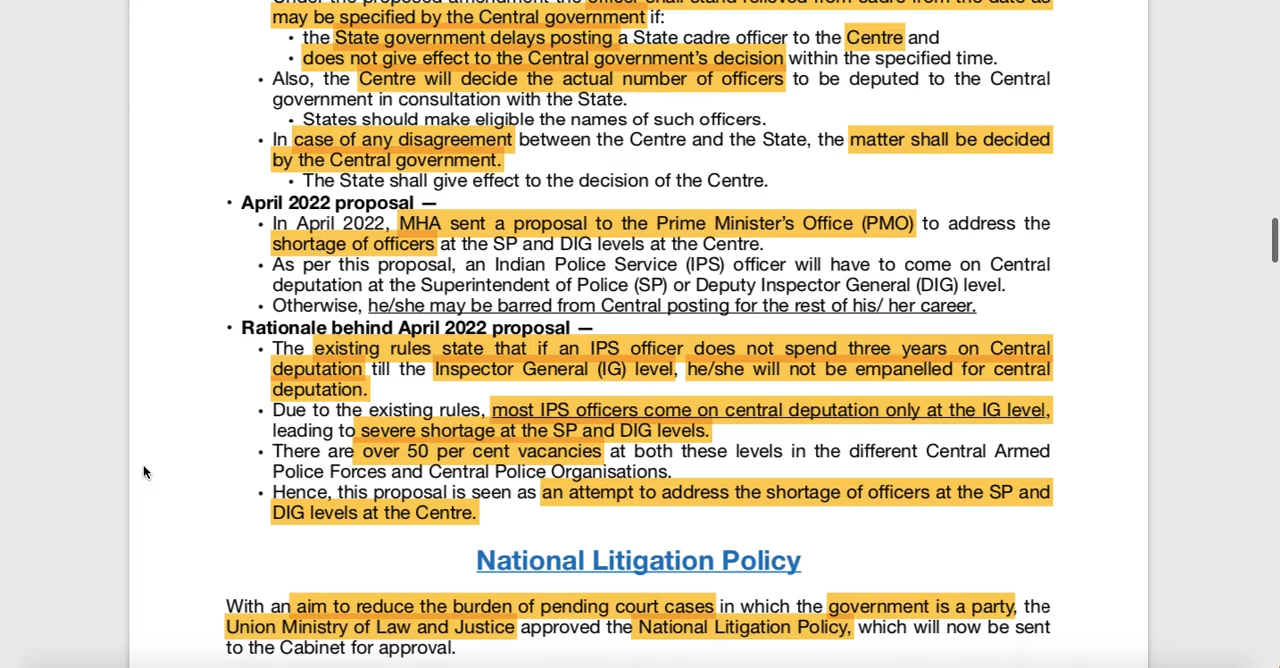 Under the proposed amendment the officer shall stand relieved from cadre from the date as
may be specified by the Central government if:
• the State government delays posting a State cadre officer to the Centre and
• does not give effect to the Central government’s decision within the specified time.
• Also, the Centre will decide the actual number of officers to be deputed to the Central
government in consultation with the State.
• States should make eligible the names of such officers.
• In case of any disagreement between the Centre and the State, the matter shall be decided
by the Central government.
• The State shall give effect to the decision of the Centre.
• April 2022 proposal —
• In April 2022, MHA sent a proposal to the Prime Minister’s Office (PMO) to address the
shortage of officers at the SP and DIG levels at the Centre.
• As per this proposal, an Indian Police Service (IPS) officer will have to come on Central
deputation at the Superintendent of Police (SP) or Deputy Inspector General (DIG) level.
• Otherwise, he/she may be barred from Central posting for the rest of his/ her career.
• Rationale behind April 2022 proposal —
• The existing rules state that if an IPS officer does not spend three years on Central
deputation till the Inspector General (IG) level, he/she will not be empanelled for central
deputation.
• Due to the existing rules, most IPS officers come on central deputation only at the IG level,
leading to severe shortage at the SP and DIG levels.
• There are over 50 per cent vacancies at both these levels in the different Central Armed
Police Forces and Central Police Organisations.
• Hence, this proposal is seen as an attempt to address the shortage of officers at the SP and
DIG levels at the Centre.
National Litigation Policy
With an aim to reduce the burden of pending court cases in which the government is a party, the
Union Ministry of Law and Justice approved the National Litigation Policy, which will now be sent
to the Cabinet for approval.